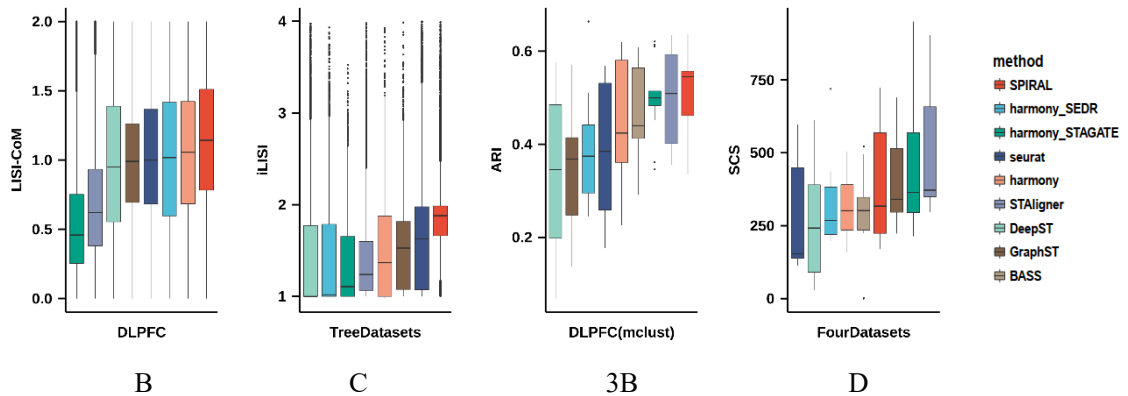 LISI-CoM
2.0
1.5
1.0
0.5
0.0
DLPFC
B
iLISI
4
3
2
1
TreeDatasets
C
ARI
0.6
0.4
0.2
DLPFC(mclust)
3B
SCS
750
500
250
0
FourDatasets
D
method
SPIRAL
harmony_SEDR
harmony_STAGATE
seurat
harmony
STAligner
DeepST
GraphST
BASS